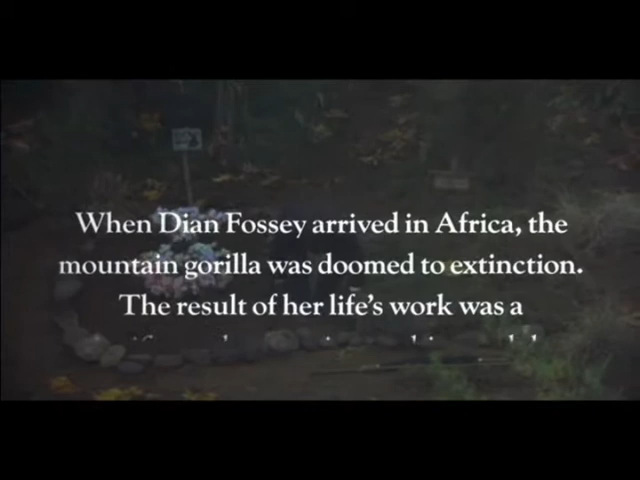 When Dian Fossey arrived in Africa, the
mountain gorilla was doomed to extinction.
The result of her life's work was a